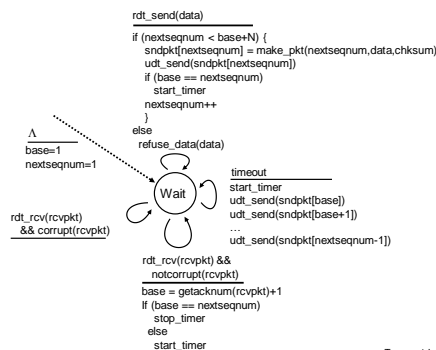 rdt_send(data)
if (nextseqnum < base+N) {
sndpkt[nextseqnum] = make_pkt(nextseqnum,data,chksum)
udt_send(sndpkt[nextseqnum])
if (base == nextseqnum)
start_timer
nextseqnum++
}
else
refuse_data(data)
Λ
base=1
nextseqnum=1
Wait
timeout
start_timer
udt_send(sndpkt[base])
udt_send(sndpkt[base+1])
…
udt_send(sndpkt[nextseqnum-1])
rdt_rcv(rcvpkt)
&& corrupt(rcvpkt)
rdt_rcv(rcvpkt) &&
notcorrupt(rcvpkt)
base = getacknum(rcvpkt)+1
If (base == nextseqnum)
stop_timer
else
start_timer